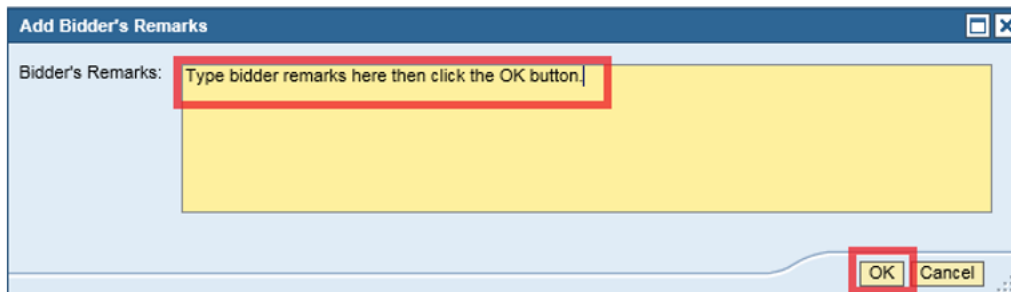 Add Bidder's Remarks
Bidder's Remarks: Type bidder remarks here then click the OK button.
OK Cancel